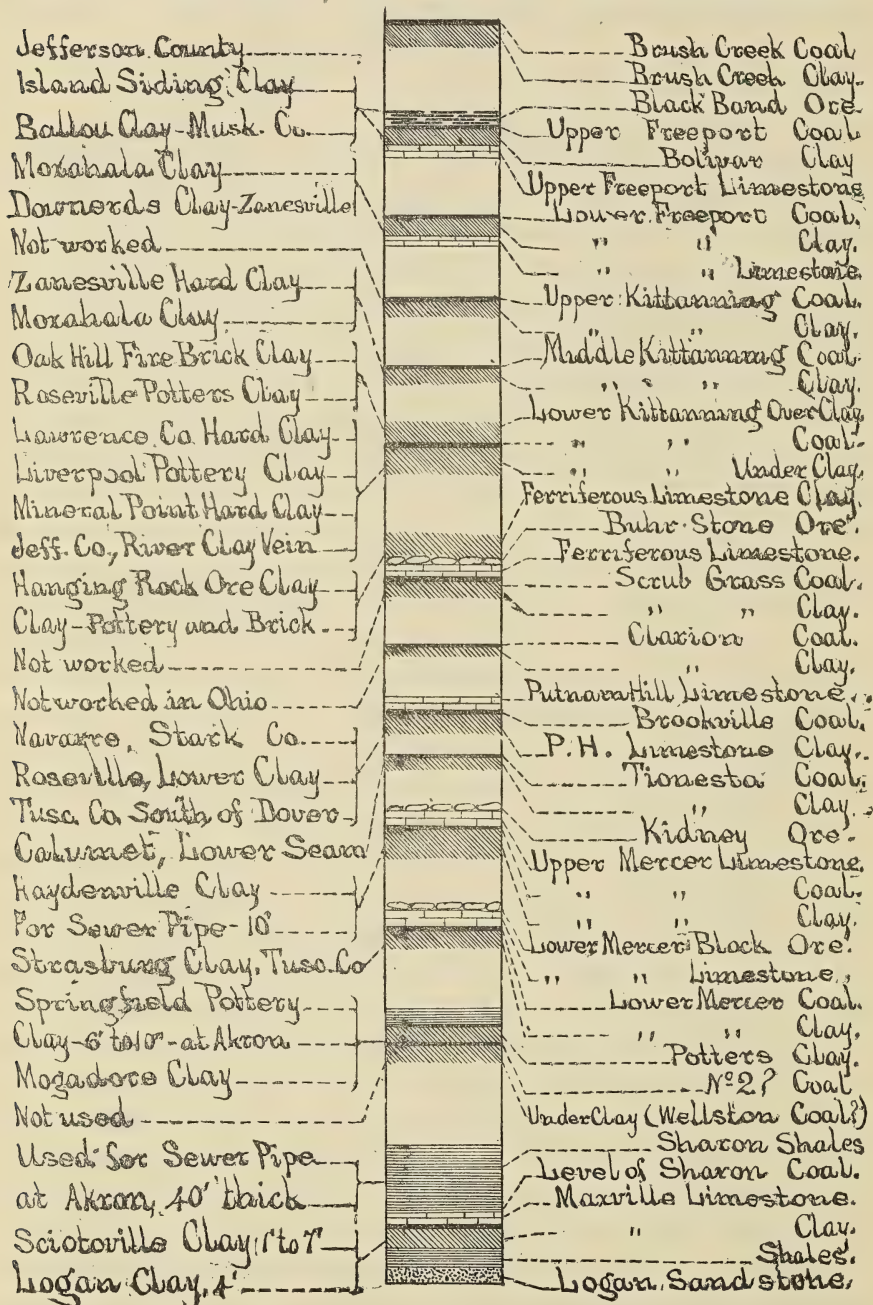 Jefferson County
Island Siding Clay
Ballou Clay-Musk. Co.
Moxahala Clay
Downerds Clay-Zanesville
Not worked
Zanesville Hard Clay
Moxahala Clay
Oak Hill Fire Brick Clay
Roseville Potters Clay
Lawrence Co. Hard Clay
Liverpool Pottery Clay
Mineral Point Hard Clay
Jeff. Co., River Clay Vein
Hanging Rock Ore Clay
Clay-Pottery and Brick
Not worked
Not worked in Ohio
Navarre, Stark Co.
Roseville, Lower Clay
Tusc. Co. South of Dover
Calumet, Lower Seam
Haydenville Clay
For Sewer Pipe-10'
Strasburg Clay, Tusc. Co
Springfield Pottery
Clay-6' to 10'-at Akron
Mogadore Clay
Not used
Used for Sewer Pipe
at Akron, 40' thick
Sciotoville Clay, 1' to 7'
Logan Clay, 4'
Brush Creek Coal
Brush Creek Clay.
Black Band Ore
Upper Freeport Coal
Bolivar Clay
Upper Freeport Limestone
Lower Freeport Coal.
" " Clay.
" " Limestone
Upper Kittanning Coal.
" " Clay.
Middle Kittanning Coal
" " " Clay.
Lower Kittanning Over Clay
" " Coal.
" " Under Clay.
Ferriferous Limestone Clay.
Buhr-Stone Ore.
Ferriferous Limestone.
Scrub Grass Coal.
" " Clay.
Clarion Coal.
" Clay.
Putnam Hill Limestone.
Brookville Coal.
P. H. Limestone Clay.
Tionesta Coal.
" Clay.
Kidney Ore.
Upper Mercer Limestone.
" " Coal.
" " Clay.
Lower Mercer Block Ore.
" " Limestone.
Lower Mercer Coal.
" " Clay.
Potters Clay.
No 2? Coal
Under Clay (Wellston Coal?)
Sharon Shales
Level of Sharon Coal.
Maxville Limestone.
" Clay.
Shales.
Logan Sandstone.